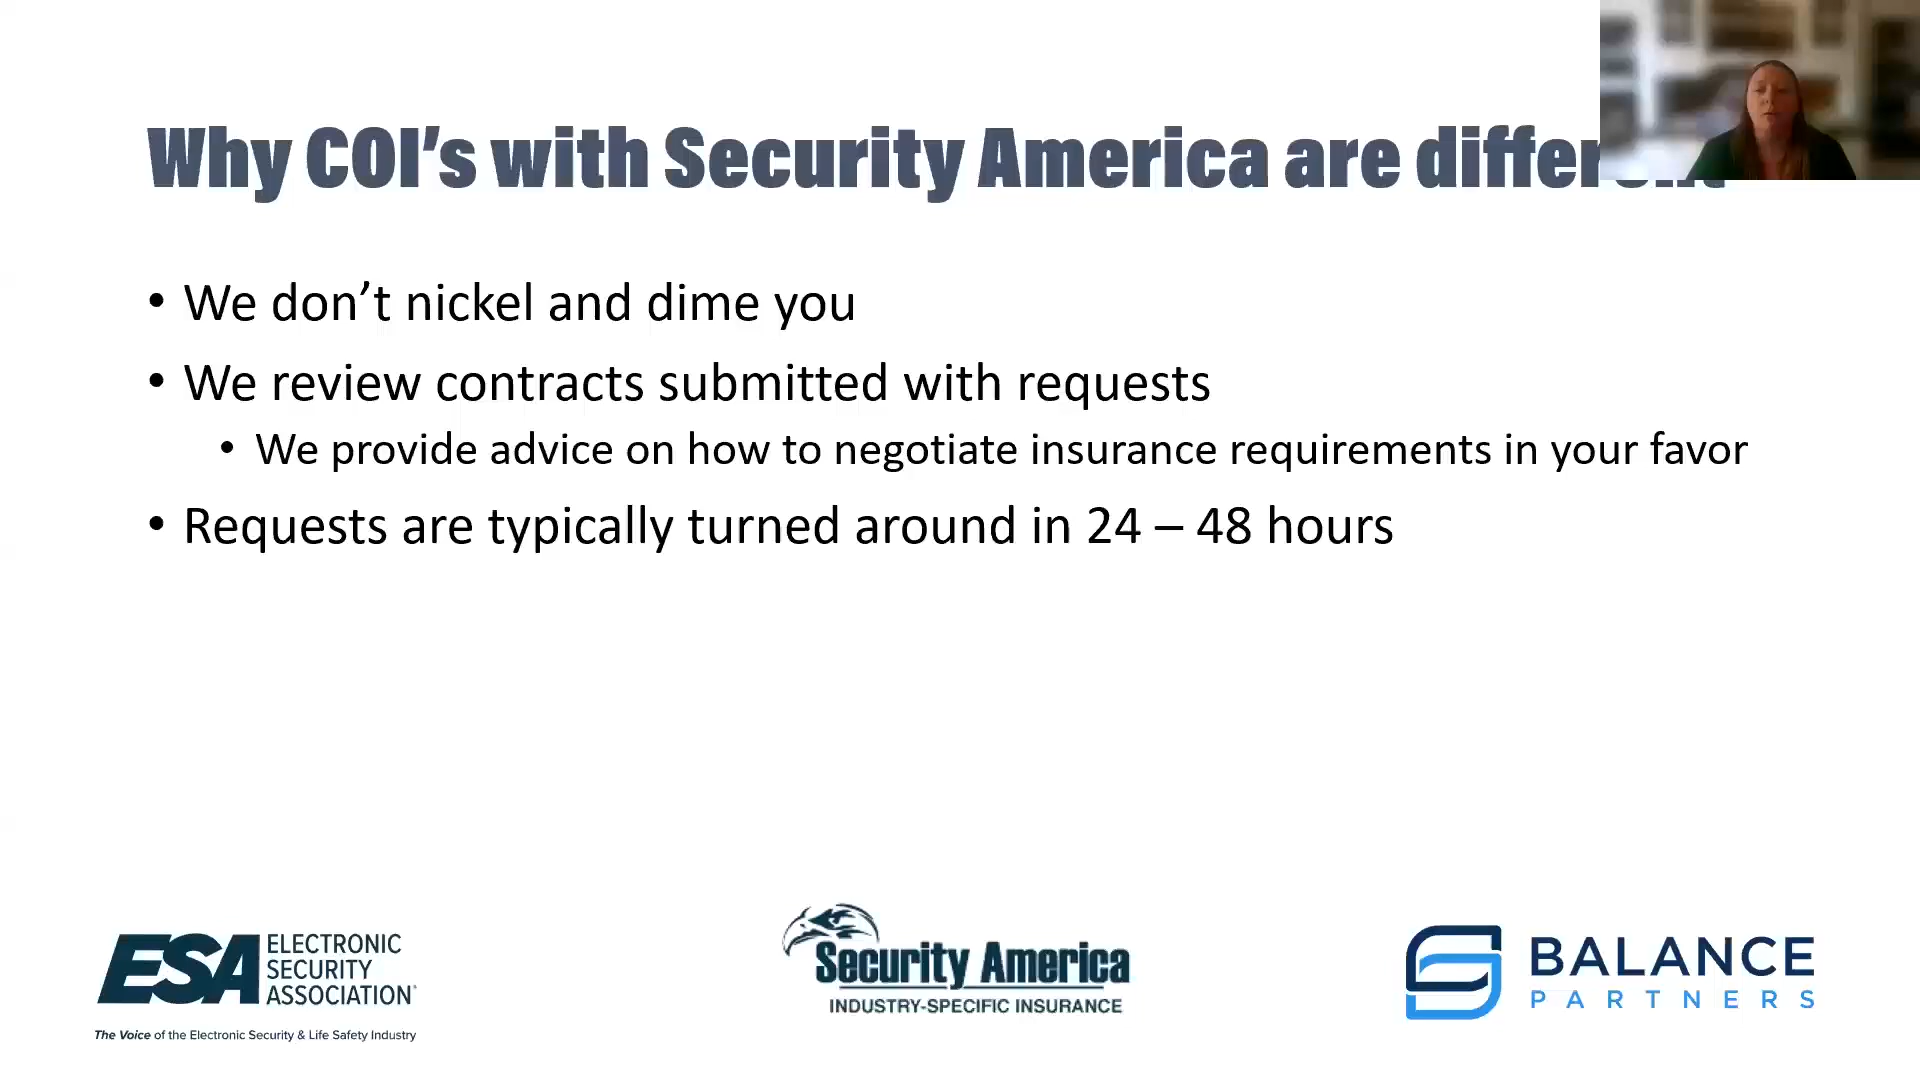 Why COI’s with Security America are different
• We don’t nickel and dime you
• We review contracts submitted with requests
• We provide advice on how to negotiate insurance requirements in your favor
• Requests are typically turned around in 24 – 48 hours
ESA ELECTRONIC
SECURITY
ASSOCIATION
The Voice of the Electronic Security & Life Safety Industry
Security America
INDUSTRY-SPECIFIC INSURANCE
BALANCE
PARTNERS